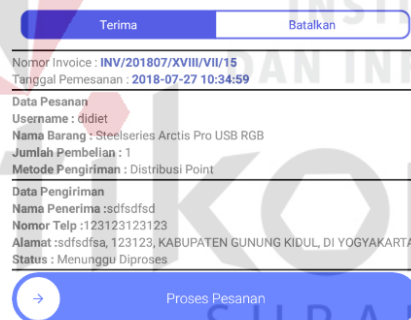 Terima Batalkan
Nomor Invoice : INV/201807/XVIII/VII/15
Tanggal Pemesanan : 2018-07-27 10:34:59
Data Pesanan
Username : didiet
Nama Barang : Steelseries Arctis Pro USB RGB
Jumlah Pembelian : 1
Metode Pengiriman : Distribusi Point
Data Pengiriman
Nama Penerima :sdfsdfsd
Nomor Telp :123123123123
Alamat :sdfsdfsa, 123123, KABUPATEN GUNUNG KIDUL, DI YOGYAKARTA
Status : Menunggu Diproses
Proses Pesanan